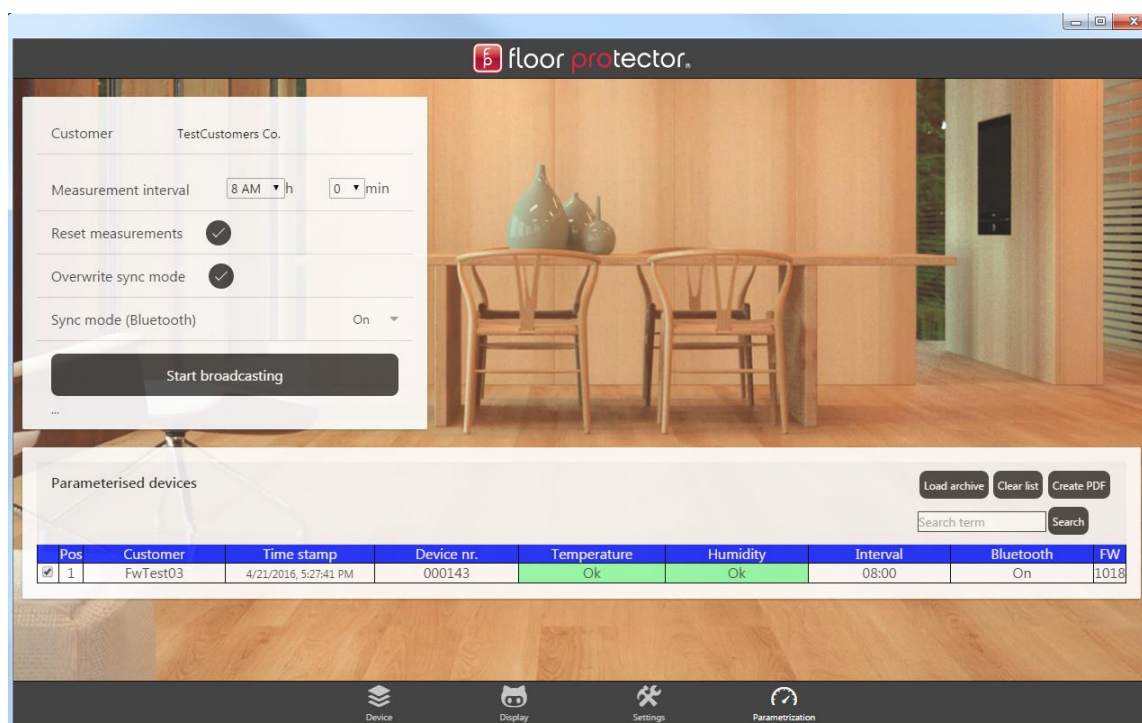 floor protector®
Customer TestCustomers Co.
Measurement interval 8 AM h 0 min
Reset measurements
Overwrite sync mode
Sync mode (Bluetooth) On
Start broadcasting
...
Parameterised devices
Load archive Clear list Create PDF
Search term Search
Pos Customer Time stamp Device nr. Temperature Humidity Interval Bluetooth FW
1 FwTest03 4/21/2016, 5:27:41 PM 000143 Ok Ok 08:00 On 1018
Device Display Settings Parametrization